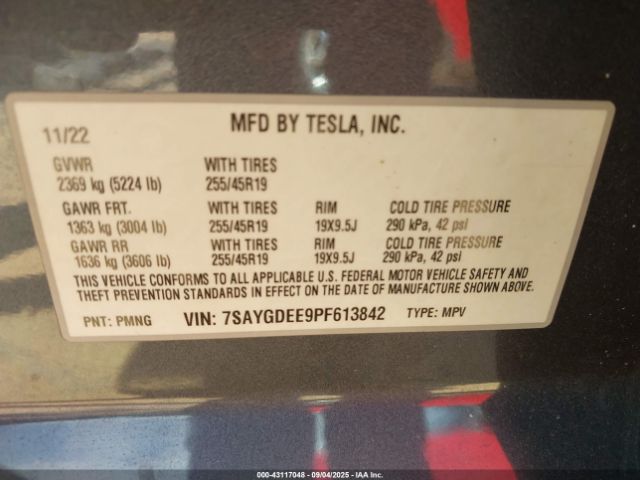 11/22 MFD BY TESLA, INC.
GVWR WITH TIRES
2369 kg (5224 lb) 255/45R19
GAWR FRT. WITH TIRES RIM COLD TIRE PRESSURE
1363 kg (3004 lb) 255/45R19 19X9.5J 290 kPa, 42 psi
GAWR RR WITH TIRES RIM COLD TIRE PRESSURE
1636 kg (3606 lb) 255/45R19 19X9.5J 290 kPa, 42 psi
THIS VEHICLE CONFORMS TO ALL APPLICABLE U.S. FEDERAL MOTOR VEHICLE SAFETY AND
THEFT PREVENTION STANDARDS IN EFFECT ON THE DATE OF MANUFACTURE SHOWN ABOVE.
PNT: PMNG VIN: 7SAYGDEE9PF613842 TYPE: MPV
000-43117048 - 09/04/2025 - IAA Inc.